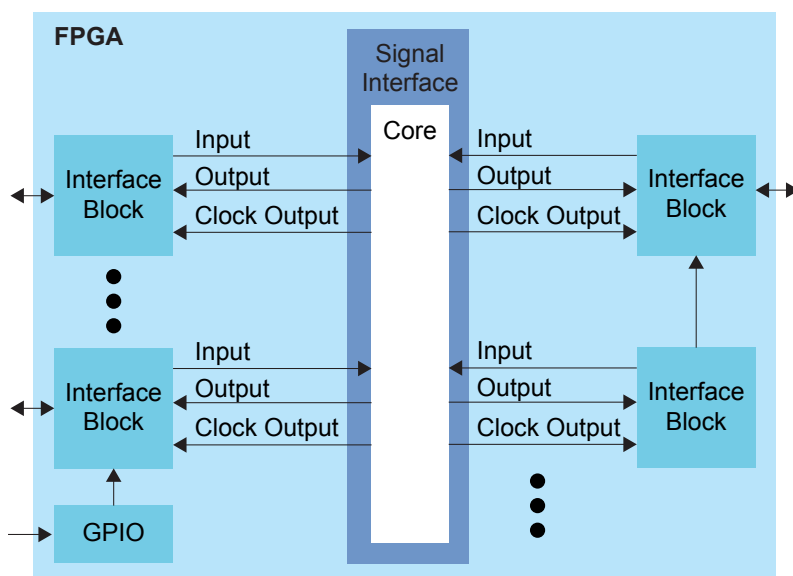 FPGA
Signal
Interface
Core
Input
Output
Clock Output
Interface
Block
Input
Output
Clock Output
Interface
Block
Input
Output
Clock Output
Interface
Block
Input
Output
Clock Output
Interface
Block
GPIO